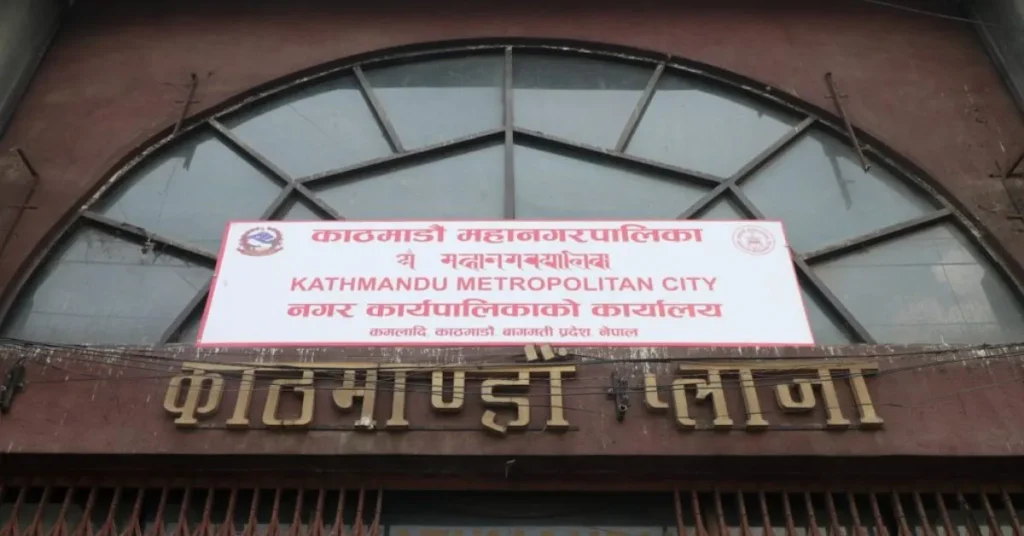 काठमाडौं महानगरपालिका
KATHMANDU METROPOLITAN CITY
नगर कार्यपालिकाको कार्यालय
कमलादि, काठमाडौं, बागमती प्रदेश, नेपाल
काठमाण्डौ प्लाजा